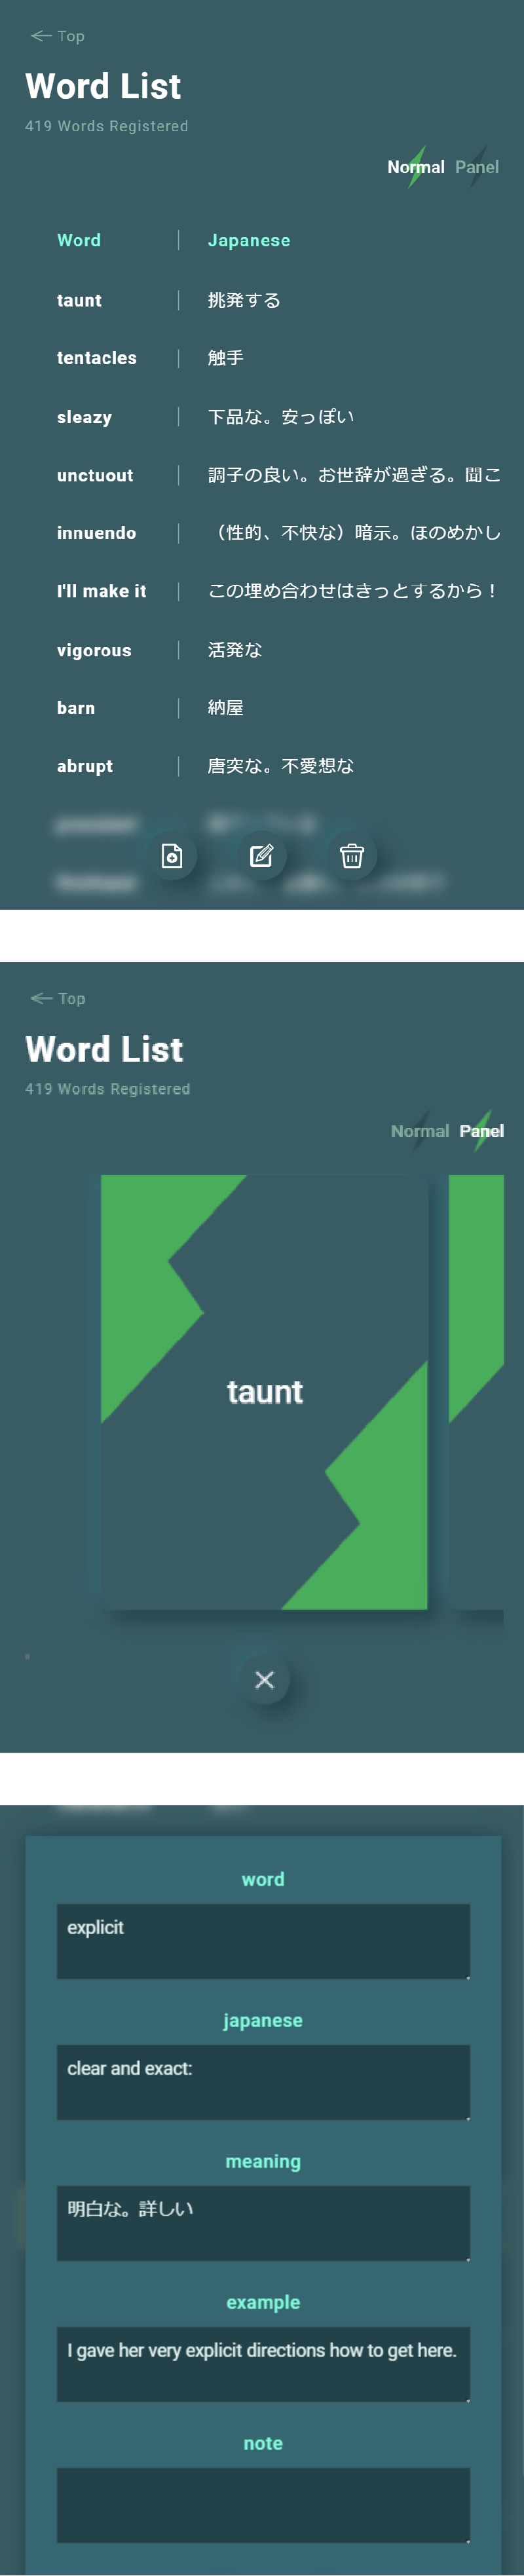 Top
Word List
419 Words Registered
Normal Panel
Word Japanese
taunt 挑発する
tentacles 触手
sleazy 下品な。安っぽい
unctuout 調子の良い。お世辞が過ぎる。聞こ
innuendo （性的、不快な）暗示。ほのめかし
I'll make it この埋め合わせはきっとするから！
vigorous 活発な
barn 納屋
abrupt 唐突な。不愛想な
Top
Word List
419 Words Registered
Normal Panel
taunt
word
explicit
japanese
clear and exact:
meaning
明白な。詳しい
example
I gave her very explicit directions how to get here.
note